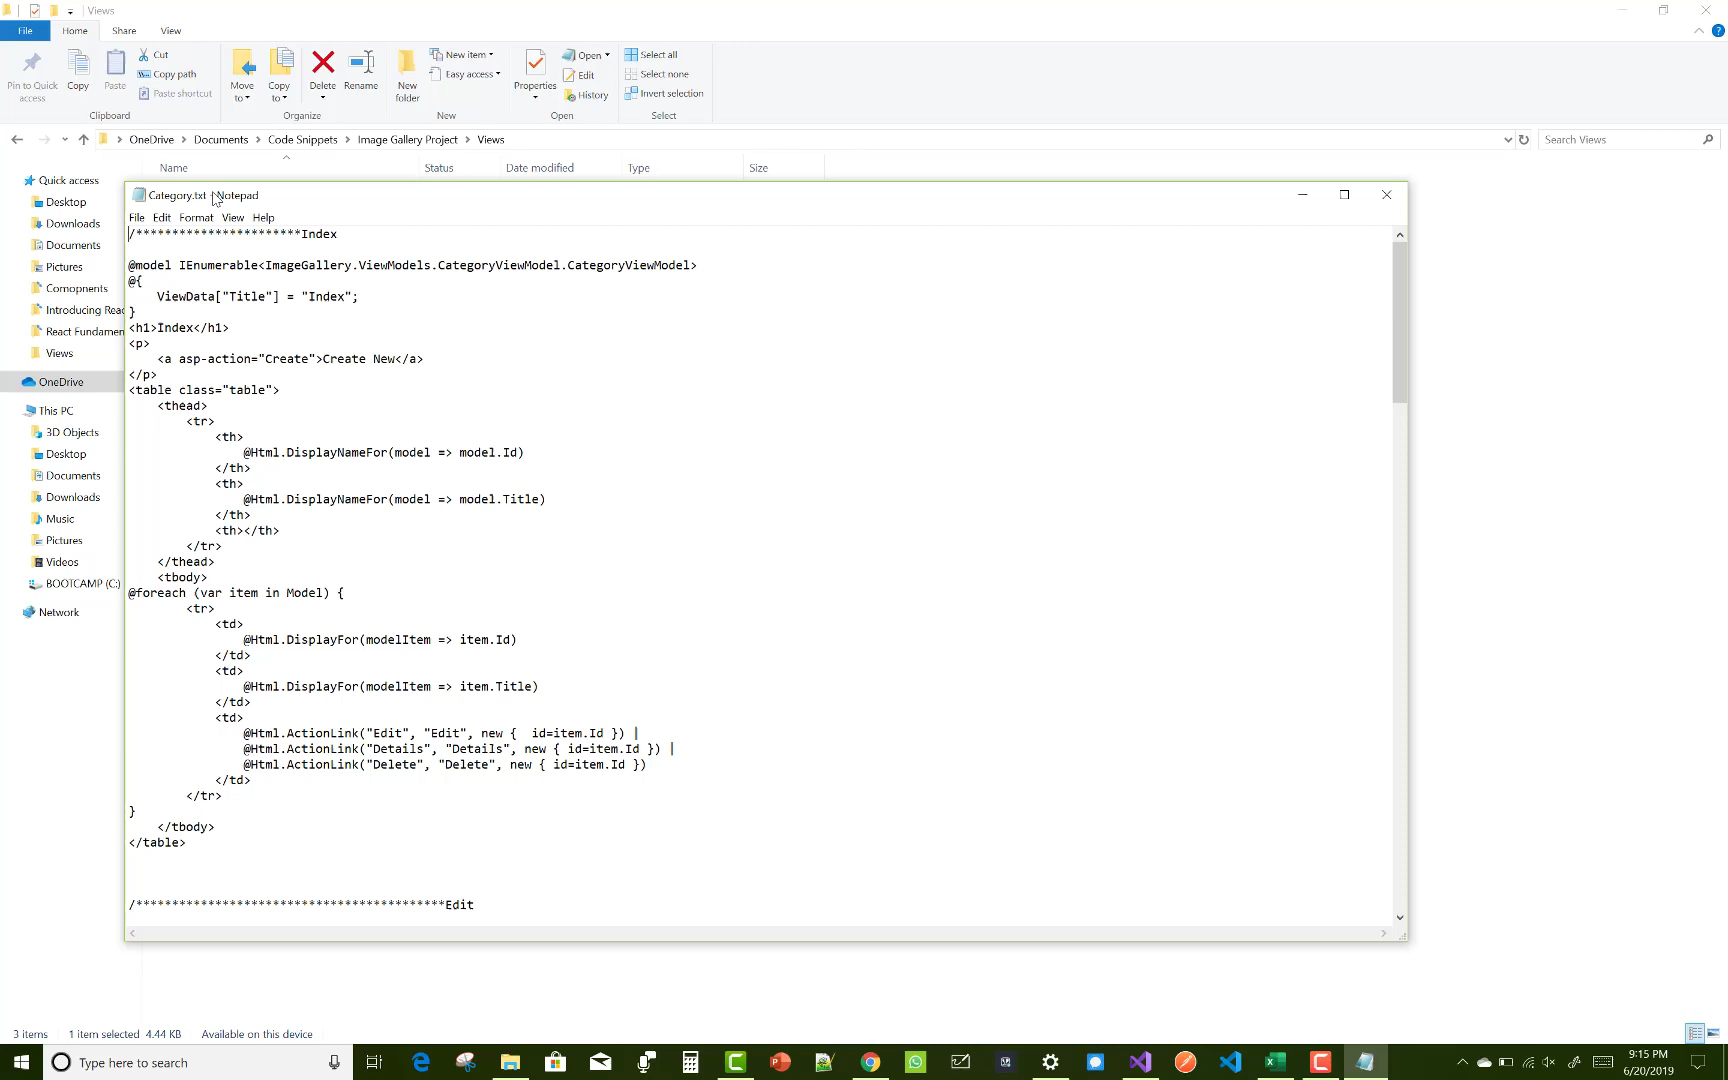 Views
File
Home
Share
View
Pin to Quick access
Copy
Paste
Cut
Copy path
Paste shortcut
Clipboard
Move to
Copy to
Delete
Rename
Organize
New folder
New item
Easy access
New
Properties
Open
Edit
History
Open
Select all
Select none
Invert selection
Select
OneDrive > Documents > Code Snippets > Image Gallery Project > Views
Search Views
Name
Status
Date modified
Type
Size
Quick access
Desktop
Downloads
Documents
Pictures
Comopnents
Introducing Rea
React Fundamen
Views
OneDrive
This PC
3D Objects
Desktop
Documents
Downloads
Music
Pictures
Videos
BOOTCAMP (C:)
Network
Category.txt - Notepad
File Edit Format View Help
/***********************Index
@model IEnumerable<ImageGallery.ViewModels.CategoryViewModel.CategoryViewModel>
@{
ViewData["Title"] = "Index";
}
<h1>Index</h1>
<p>
<a asp-action="Create">Create New</a>
</p>
<table class="table">
<thead>
<tr>
<th>
@Html.DisplayNameFor(model => model.Id)
</th>
<th>
@Html.DisplayNameFor(model => model.Title)
</th>
<th></th>
</tr>
</thead>
<tbody>
@foreach (var item in Model) {
<tr>
<td>
@Html.DisplayFor(modelItem => item.Id)
</td>
<td>
@Html.DisplayFor(modelItem => item.Title)
</td>
<td>
@Html.ActionLink("Edit", "Edit", new {  id=item.Id }) |
@Html.ActionLink("Details", "Details", new { id=item.Id }) |
@Html.ActionLink("Delete", "Delete", new { id=item.Id })
</td>
</tr>
}
</tbody>
</table>
/*******************************************Edit
3 items
1 item selected 4.44 KB
Available on this device
Type here to search
9:15 PM
6/20/2019